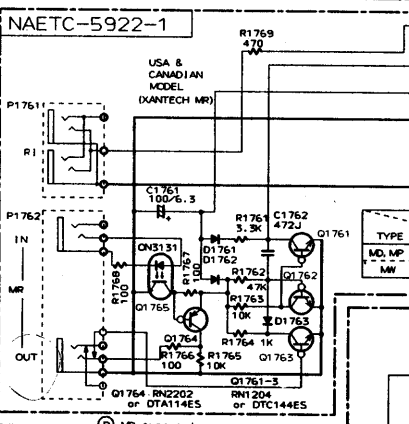 NAETC-5922-1
R1769
470
USA &
CANADIAN
MODEL
(XANTECH MR)
P1761
RI
C1761
100/6.3
+
P1762
IN
MR
OUT
ON3131
Q1765
R1768
100
R1767
100
D1761
D1762
R1761
3.3K
C1762
472J
Q1761
R1762
47K
Q1762
R1763
10K
D1763
R1764 1K
Q1763
Q1764
R1766
100
R1765
10K
Q1764 RN2202
or DTA114ES
Q1761-3
RN1204
or DTC144ES
TYPE
MD, MP
MW